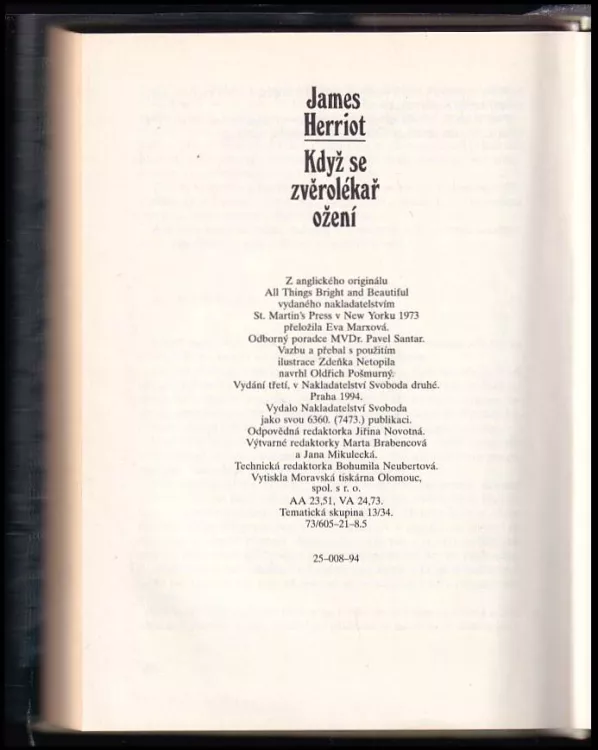 James
Herriot
Když se
zvěrolékař
ožení
Z anglického originálu
All Things Bright and Beautiful
vydaného nakladatelstvím
St. Martin's Press v New Yorku 1973
přeložila Eva Marxová.
Odborný poradce MVDr. Pavel Santar.
Vazbu a přebal s použitím
ilustrace Zdeňka Netopila
navrhl Oldřich Pošmurný.
Vydání třetí, v Nakladatelství Svoboda druhé.
Praha 1994.
Vydalo Nakladatelství Svoboda
jako svou 6360. (7473.) publikaci.
Odpovědná redaktorka Jiřina Novotná.
Výtvarné redaktorky Marta Brabencová
a Jana Mikulecká.
Technická redaktorka Bohumila Neubertová.
Vytiskla Moravská tiskárna Olomouc,
spol. s r. o.
AA 23,51, VA 24,73.
Tematická skupina 13/34.
73/605–21–8.5
25–008–94